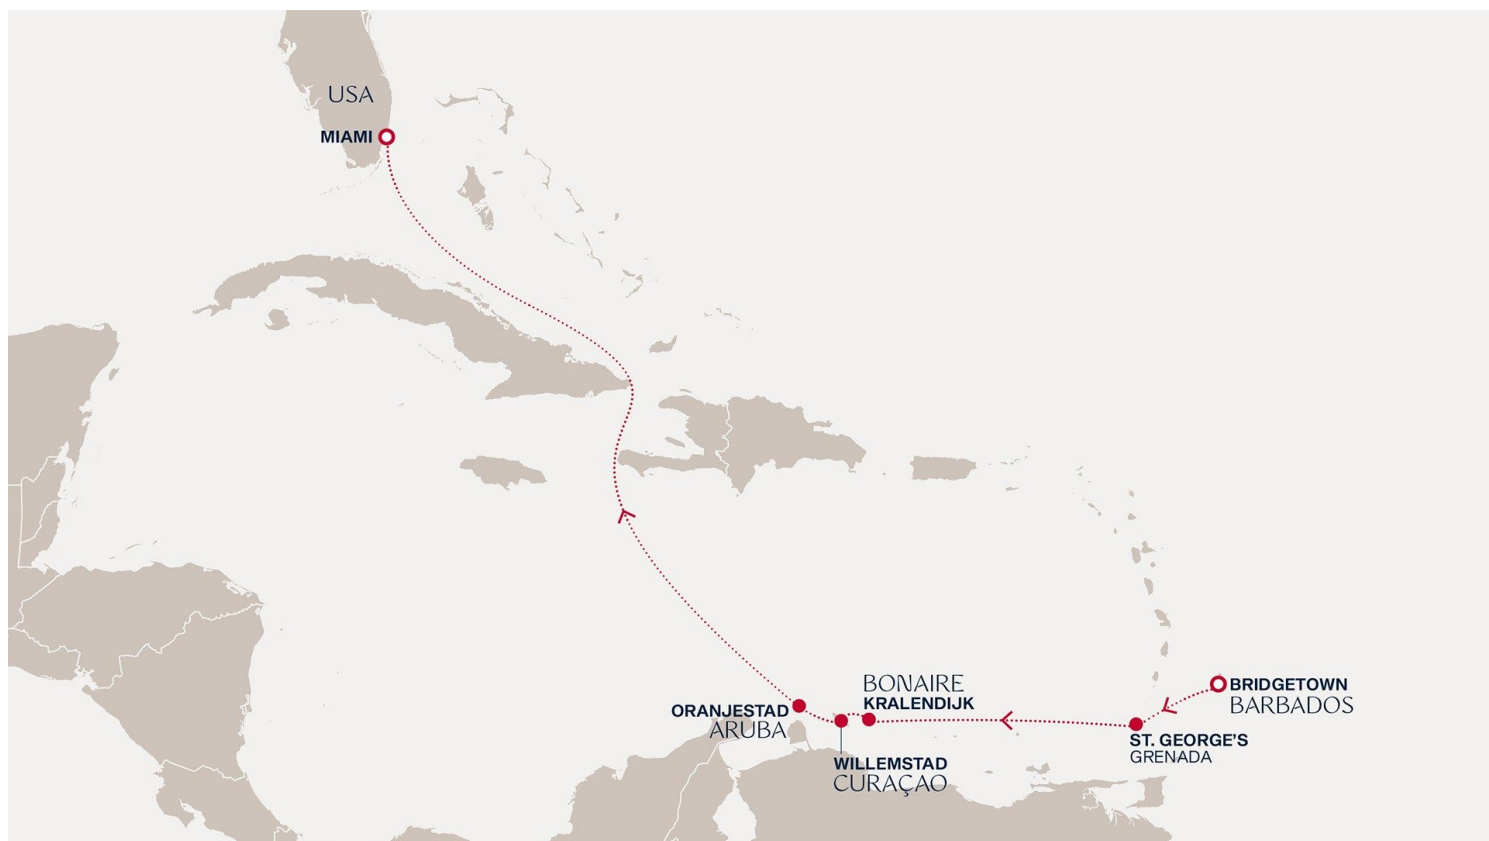 USA
MIAMI
BONAIRE
KRALENDIJK
BRIDGETOWN
BARBADOS
ORANJESTAD
ARUBA
ST. GEORGE'S
GRENADA
WILLEMSTAD
CURAÇAO